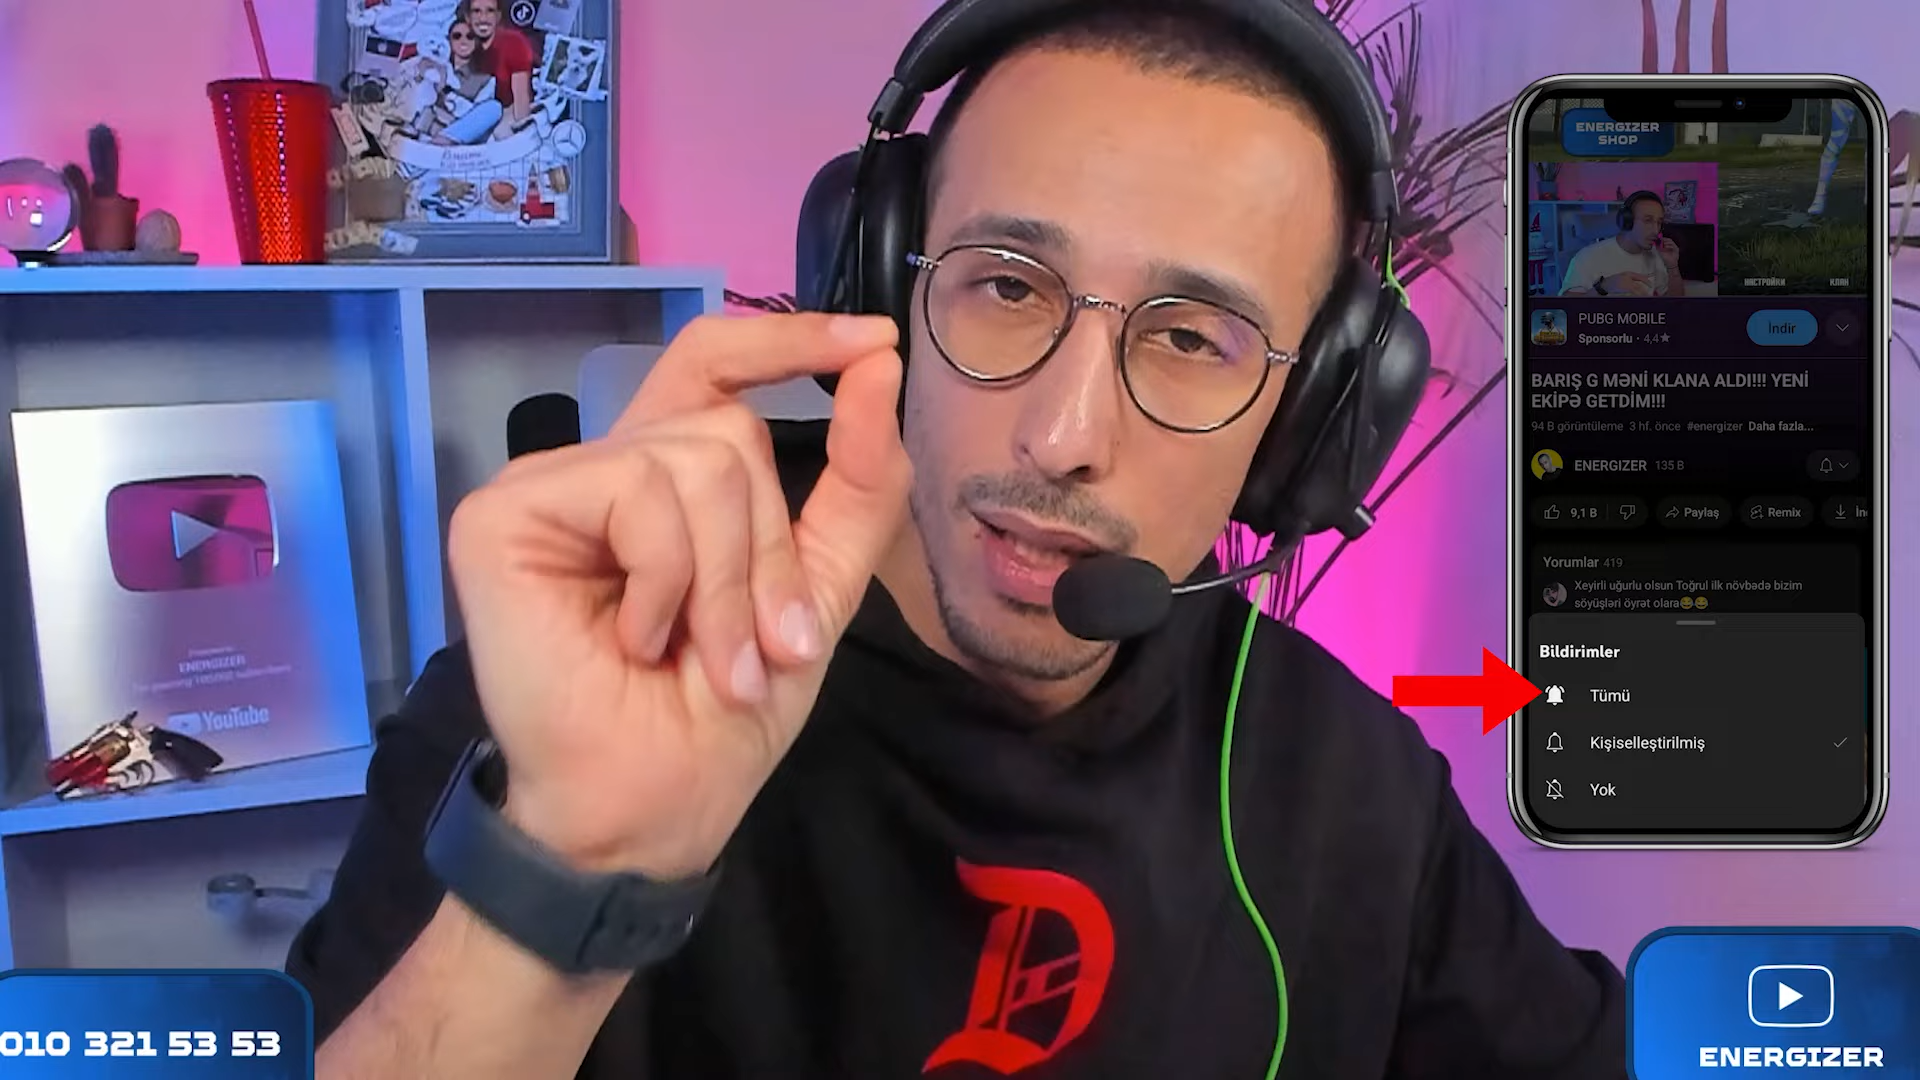 ENERGIZER
SHOP
НАСТРОЙКИ
КЛАН
PUBG MOBILE
Sponsorlu · 4,4★
İndir
BARIŞ G MƏNİ KLANA ALDI!!! YENİ
EKİPƏ GETDİM!!!
94 B görüntüleme 3 hf. önce #energizer Daha fazla...
ENERGIZER 135 B
9,1 B
Paylaş
Remix
Yorumlar 419
Xeyirli uğurlu olsun Toğrul ilk növbədə bizim
söyüşləri öyrət olara😂😂
Bildirimler
Tümü
Kişiselleştirilmiş
Yok
ENERGIZER
YouTube
D
010 321 53 53
ENERGIZER